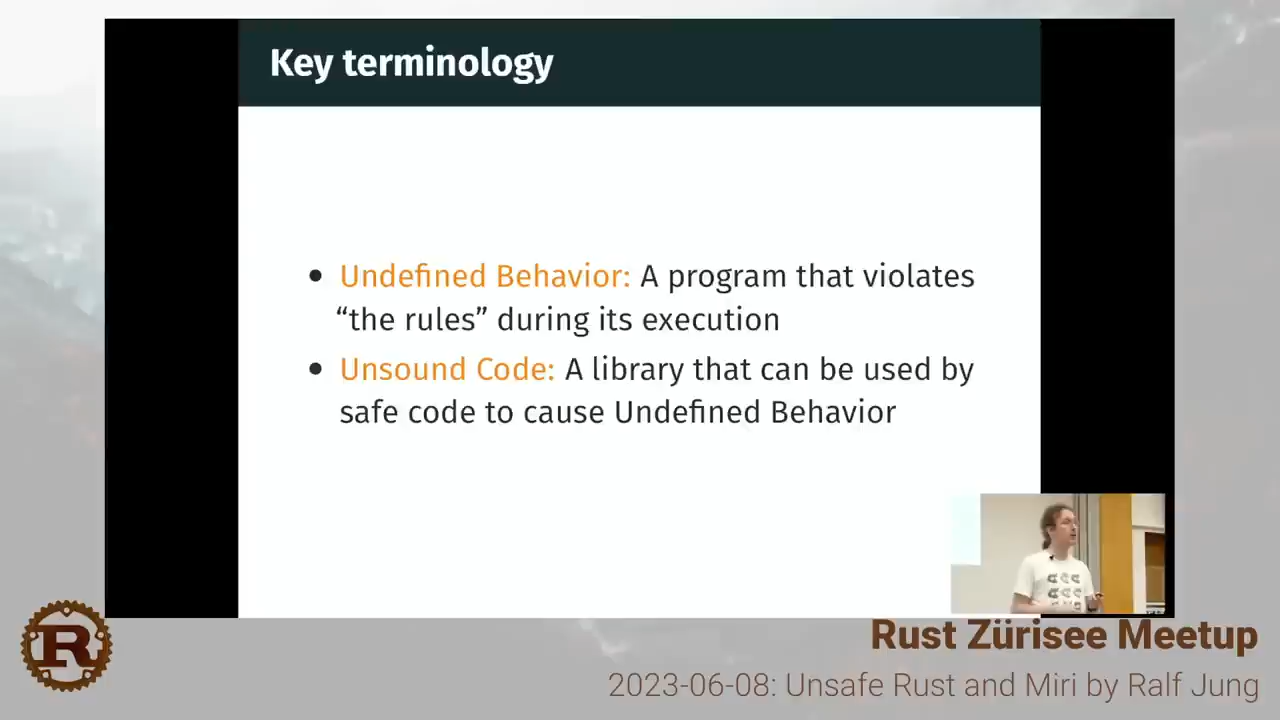 Key terminology
• Undefined Behavior: A program that violates
“the rules” during its execution
• Unsound Code: A library that can be used by
safe code to cause Undefined Behavior
R
Rust Zürisee Meetup
2023-06-08: Unsafe Rust and Miri by Ralf Jung